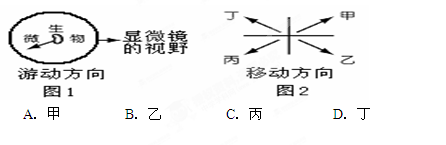 生
微 物
显微镜
的视野
游动方向
图1
丁 甲
丙 乙
移动方向
图2
A. 甲 B. 乙 C. 丙 D. 丁